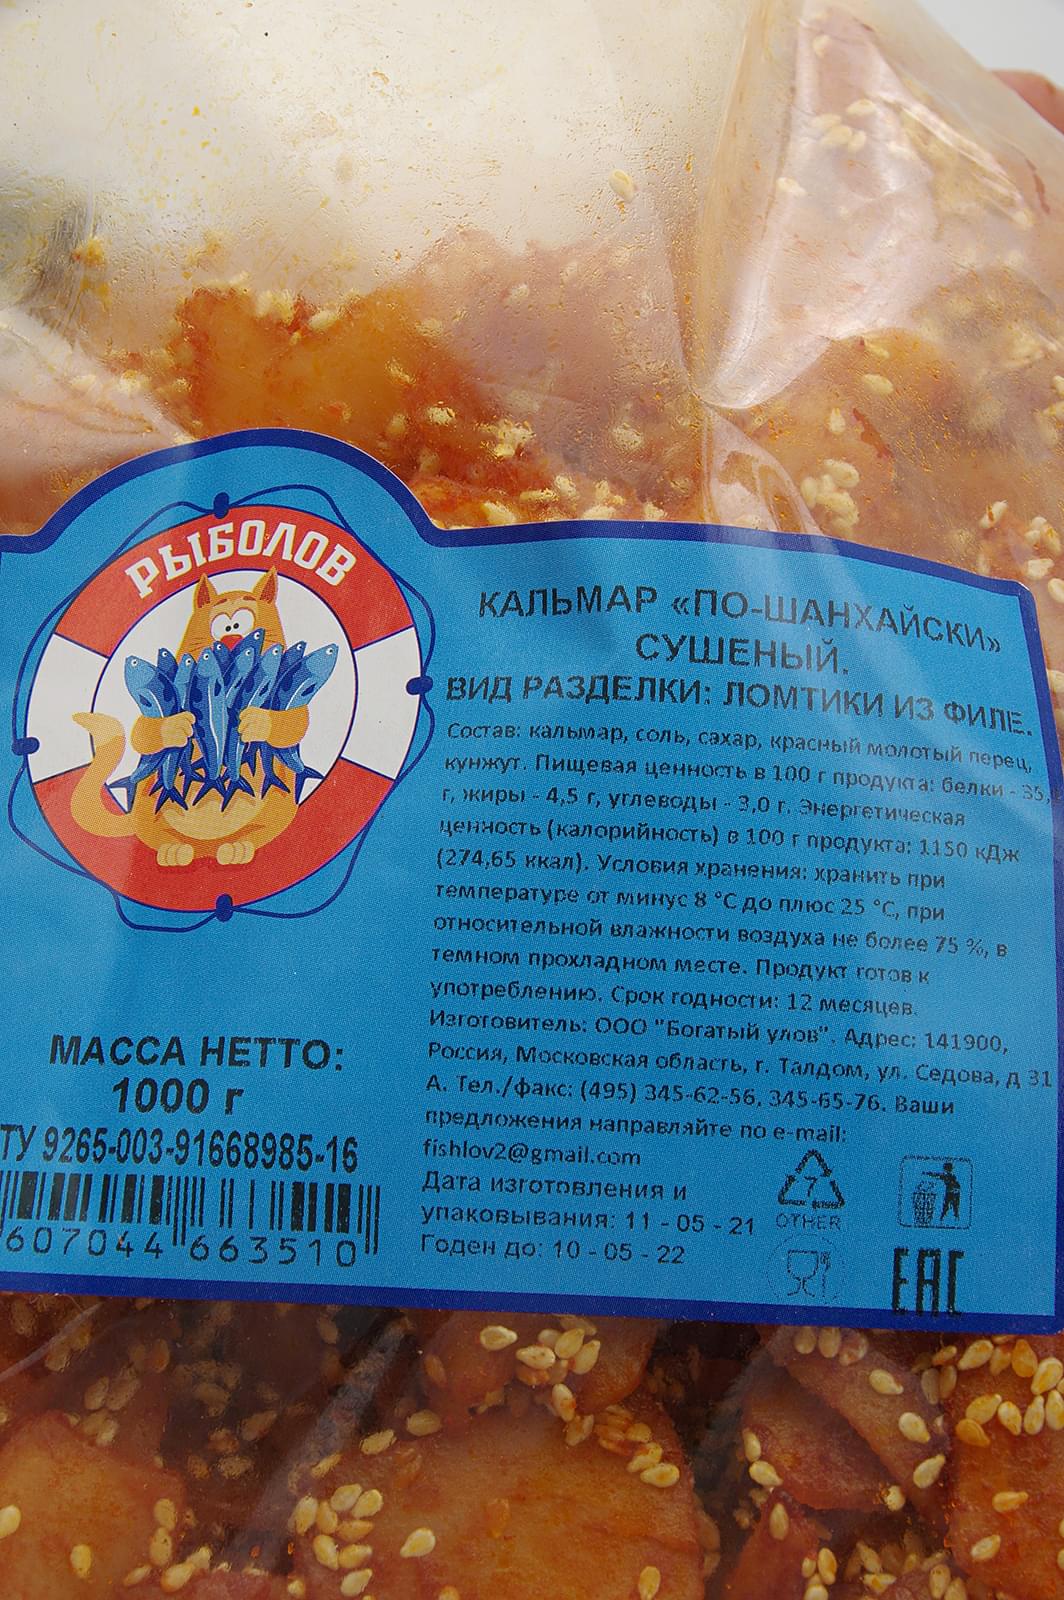 РЫБОЛОВ
КАЛЬМАР «ПО-ШАНХАЙСКИ»
СУШЕНЫЙ.
ВИД РАЗДЕЛКИ: ЛОМТИКИ ИЗ ФИЛЕ.
Состав: кальмар, соль, сахар, красный молотый перец,
кунжут. Пищевая ценность в 100 г продукта: белки - 35,
г, жиры - 4,5 г, углеводы - 3,0 г. Энергетическая
ценность (калорийность) в 100 г продукта: 1150 кДж
(274,65 ккал). Условия хранения: хранить при
температуре от минус 8 °С до плюс 25 °С, при
относительной влажности воздуха не более 75 %, в
темном прохладном месте. Продукт готов к
употреблению. Срок годности: 12 месяцев.
Изготовитель: ООО "Богатый улов". Адрес: 141900,
Россия, Московская область, г. Талдом, ул. Седова, д 31
А. Тел./факс: (495) 345-62-56, 345-65-76. Ваши
предложения направляйте по e-mail:
fishlov2@gmail.com
Дата изготовления и
упаковывания: 11 - 05 - 21
Годен до: 10 - 05 - 22
МАССА НЕТТО:
1000 г
ТУ 9265-003-91668985-16
607044 663510
7
OTHER
ЕАС